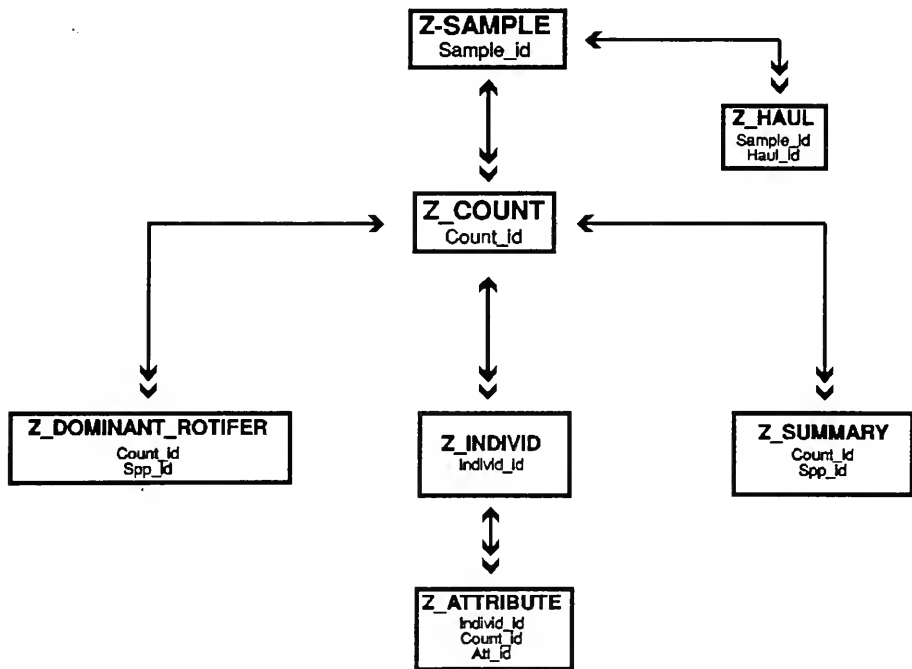 Z-SAMPLE
Sample_id
Z_HAUL
Sample_id
Haul_id
Z_COUNT
Count_id
Z_DOMINANT_ROTIFER
Count_id
Spp_id
Z_INDIVID
Individ_id
Z_SUMMARY
Count_id
Spp_id
Z_ATTRIBUTE
Individ_id
Count_id
Att_id